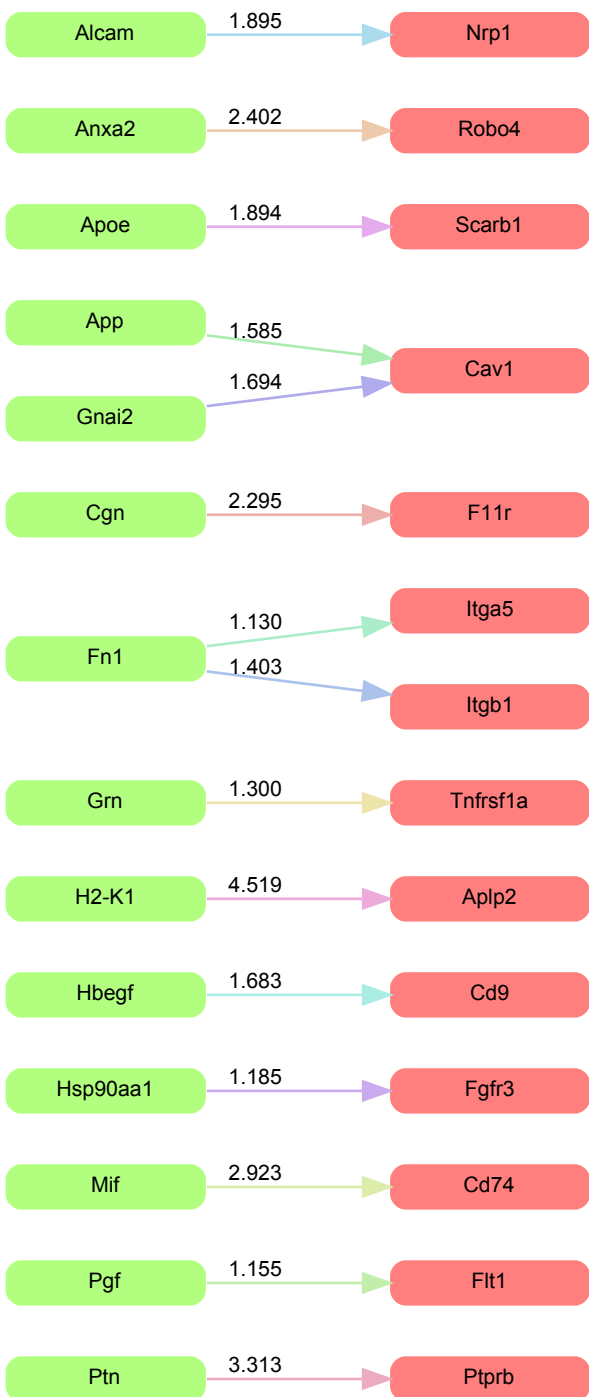 Alcam 1.895 Nrp1
Anxa2 2.402 Robo4
Apoe 1.894 Scarb1
App 1.585
Cav1
Gnai2 1.694
Cgn 2.295 F11r
Itga5
1.130
Fn1
1.403
Itgb1
Grn 1.300 Tnfrsf1a
H2-K1 4.519 Aplp2
Hbegf 1.683 Cd9
Hsp90aa1 1.185 Fgfr3
Mif 2.923 Cd74
Pgf 1.155 Flt1
Ptn 3.313 Ptprb